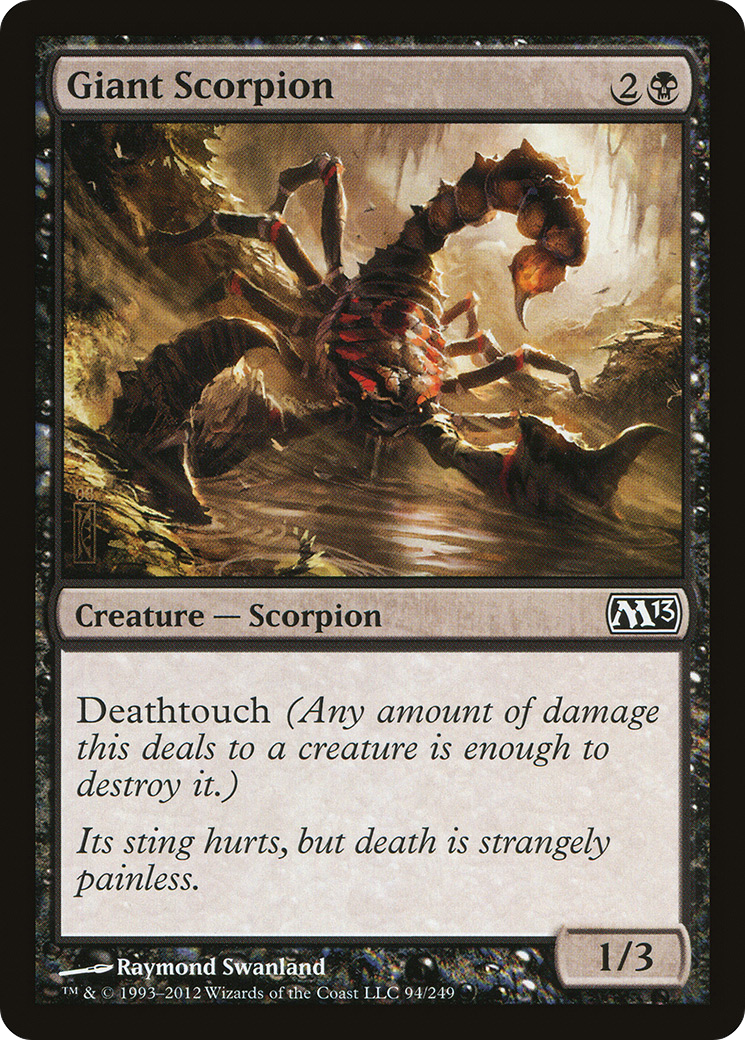 Giant Scorpion 2
Creature — Scorpion M13
Deathtouch (Any amount of damage
this deals to a creature is enough to
destroy it.)
Its sting hurts, but death is strangely
painless.
1/3
Raymond Swanland
™ & © 1993–2012 Wizards of the Coast LLC 94/249